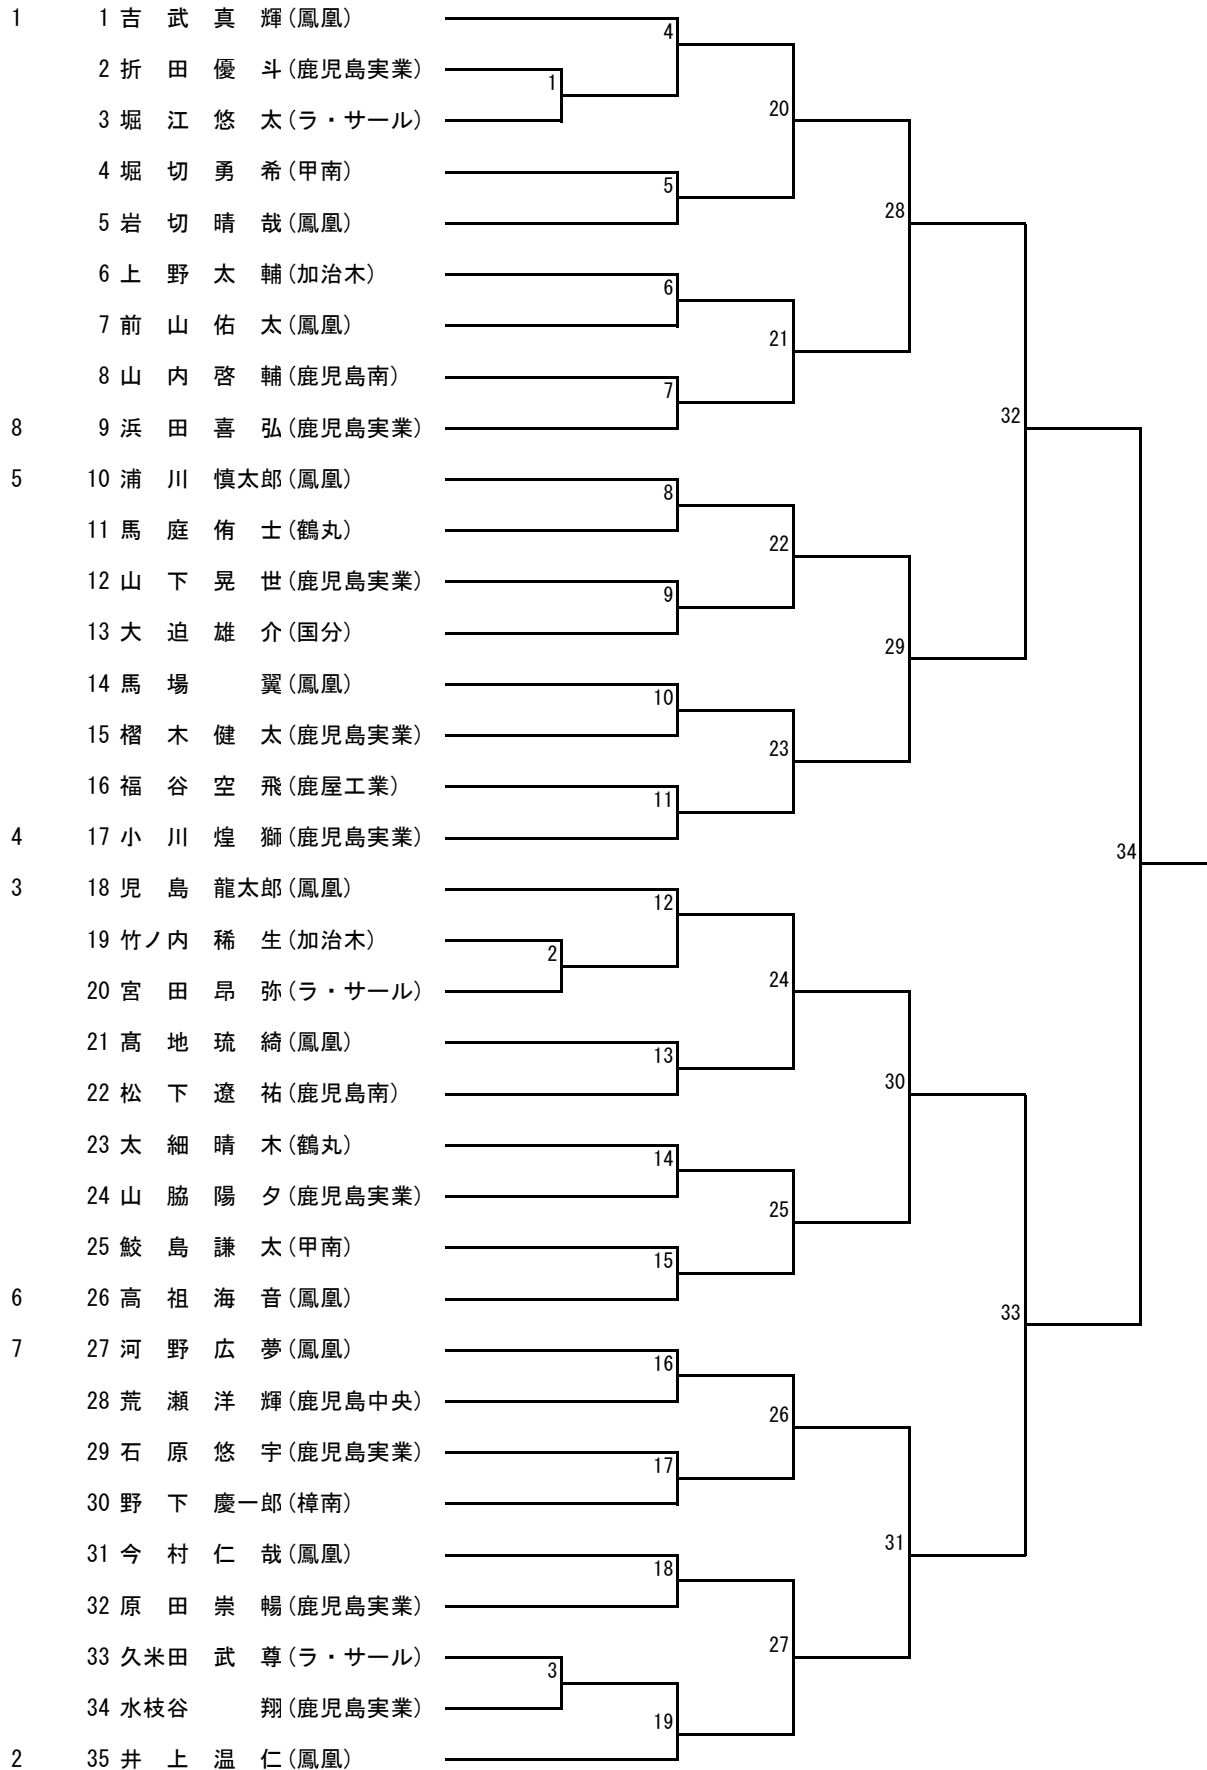 1 1 吉 武 真 輝(鳳凰)
4
2 折 田 優 斗(鹿児島実業)
1
20
3 堀 江 悠 太(ラ・サール)
4 堀 切 勇 希(甲南)
5
28
5 岩 切 晴 哉(鳳凰)
6 上 野 太 輔(加治木)
6
7 前 山 佑 太(鳳凰)
21
8 山 内 啓 輔(鹿児島南)
7
32
8 9 浜 田 喜 弘(鹿児島実業)
5 10 浦 川 慎太郎(鳳凰)
8
11 馬 庭 侑 士(鶴丸)
22
12 山 下 晃 世(鹿児島実業)
9
13 大 迫 雄 介(国分)
29
14 馬 場 翼(鳳凰)
10
15 槢 木 健 太(鹿児島実業)
23
16 福 谷 空 飛(鹿屋工業)
11
4 17 小 川 煌 獅(鹿児島実業)
34
3 18 児 島 龍太郎(鳳凰)
12
19 竹ノ内 稀 生(加治木)
2
24
20 宮 田 昂 弥(ラ・サール)
21 髙 地 琉 綺(鳳凰)
13
30
22 松 下 遼 祐(鹿児島南)
23 太 細 晴 木(鶴丸)
14
24 山 脇 陽 夕(鹿児島実業)
25
25 鮫 島 謙 太(甲南)
15
6 26 高 祖 海 音(鳳凰)
33
7 27 河 野 広 夢(鳳凰)
16
28 荒 瀬 洋 輝(鹿児島中央)
26
29 石 原 悠 宇(鹿児島実業)
17
30 野 下 慶一郎(樟南)
31
31 今 村 仁 哉(鳳凰)
18
32 原 田 崇 暢(鹿児島実業)
27
33 久米田 武 尊(ラ・サール)
3
34 水枝谷 翔(鹿児島実業)
19
2 35 井 上 温 仁(鳳凰)